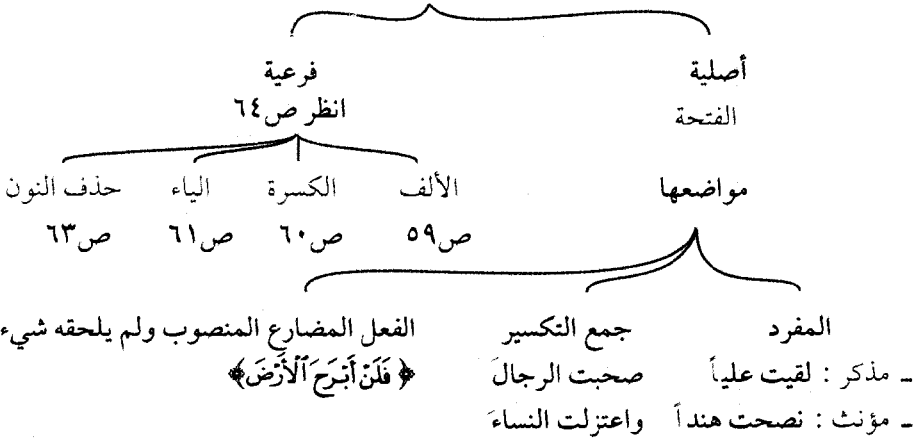 أصلية فرعية
الفتحة انظر ص٦٤
مواضعها الألف الكسرة الياء حذف النون
ص٥٩ ص٦٠ ص٦١ ص٦٣
المفرد جمع التكسير الفعل المضارع المنصوب ولم يلحقه شيء
ـ مذكر : لقيت علياً صحبت الرجالَ ﴿ فَلَنْ أَبْرَحَ ٱلْأَرْضَ﴾
ـ مؤنث : نصحت هنداً واعتزلت النساءَ